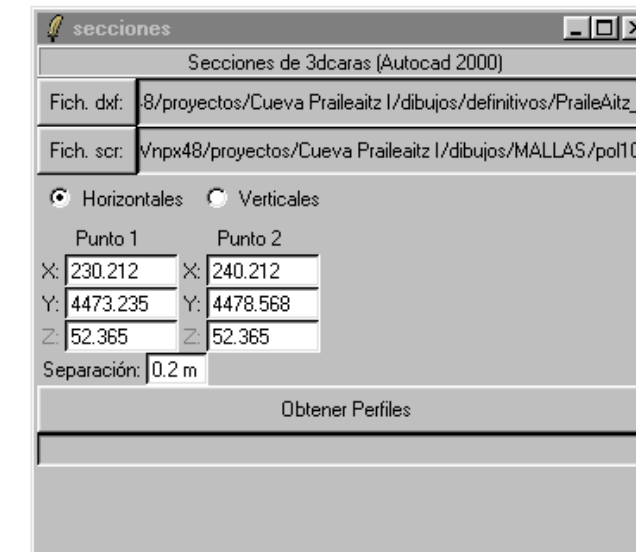 secciones
Secciones de 3dcaras (Autocad 2000)
Fich. dxf: 8/proyectos/Cueva Praileaitz I/dibujos/definitivos/PraileAitz_
Fich. scr: /npx48/proyectos/Cueva Praileaitz I/dibujos/MALLAS/pol10
Horizontales Verticales
Punto 1 Punto 2
X: 230.212 X: 240.212
Y: 4473.235 Y: 4478.568
Z: 52.365 Z: 52.365
Separación: 0.2 m
Obtener Perfiles